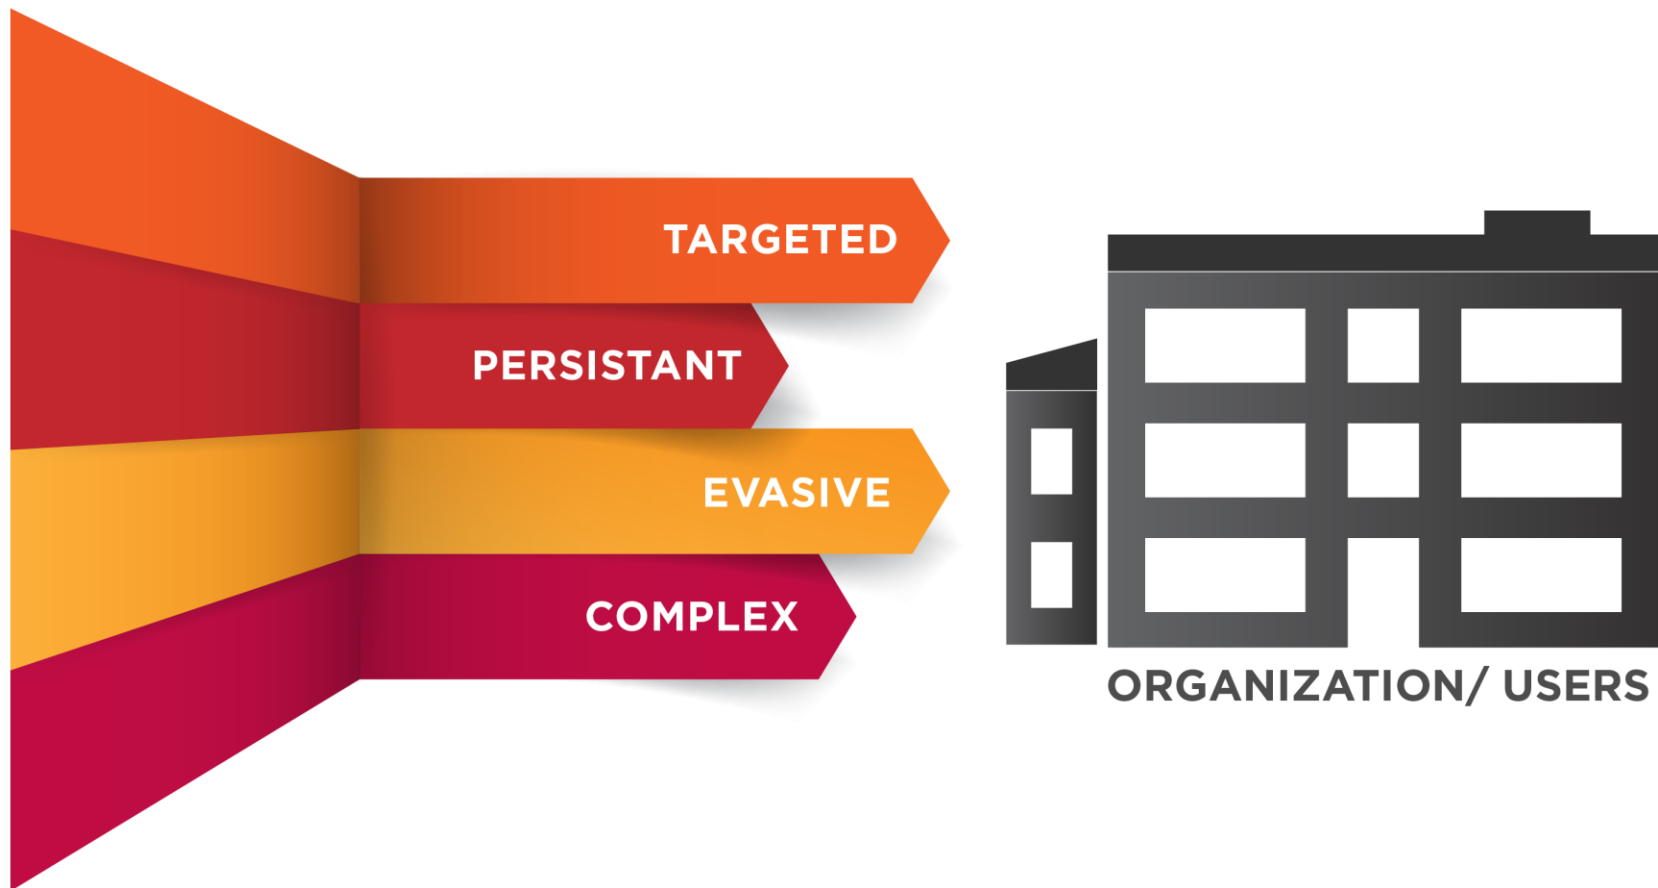 TARGETED
PERSISTANT
EVASIVE
COMPLEX
ORGANIZATION/ USERS